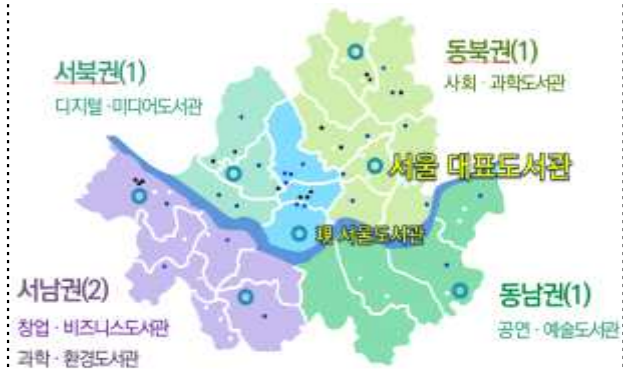 서북권(1)
디지털 ·미디어도서관
동북권(1)
사회 · 과학도서관
서울 대표도서관
現 서울도서관
서남권(2)
창업 · 비즈니스도서관
과학 · 환경도서관
동남권(1)
공연 · 예술도서관